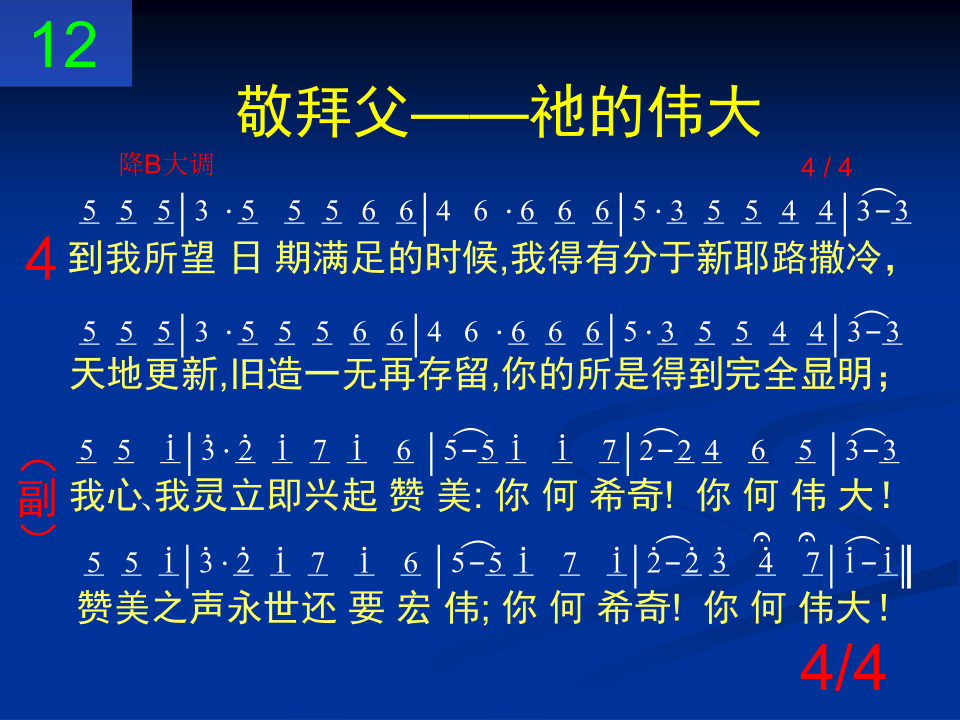 12
敬拜父——祂的伟大
降B大调 4 / 4
5 5 5|3 ·5 5 5 6 6|4 6 ·6 6 6|5·3 5 5 4 4|3-3
4 到我所望 日 期满足的时候,我得有分于新耶路撒冷,
5 5 5|3 ·5 5 5 6 6|4 6 ·6 6 6|5·3 5 5 4 4|3-3
天地更新,旧造一无再存留,你的所是得到完全显明;
5 5 i|3̇·2̇ i 7 i 6 |5-5 i i 7|2-2 4 6 5 |3-3
(副) 我心、我灵立即兴起 赞 美: 你 何 希奇! 你 何 伟 大!
5 5 i|3̇·2̇ i 7 i 6 |5-5 i 7 i|2̇-2̇ 3̇ 4̇ 7|i-i‖
赞美之声永世还 要 宏 伟; 你 何 希奇! 你 何 伟大!
4/4